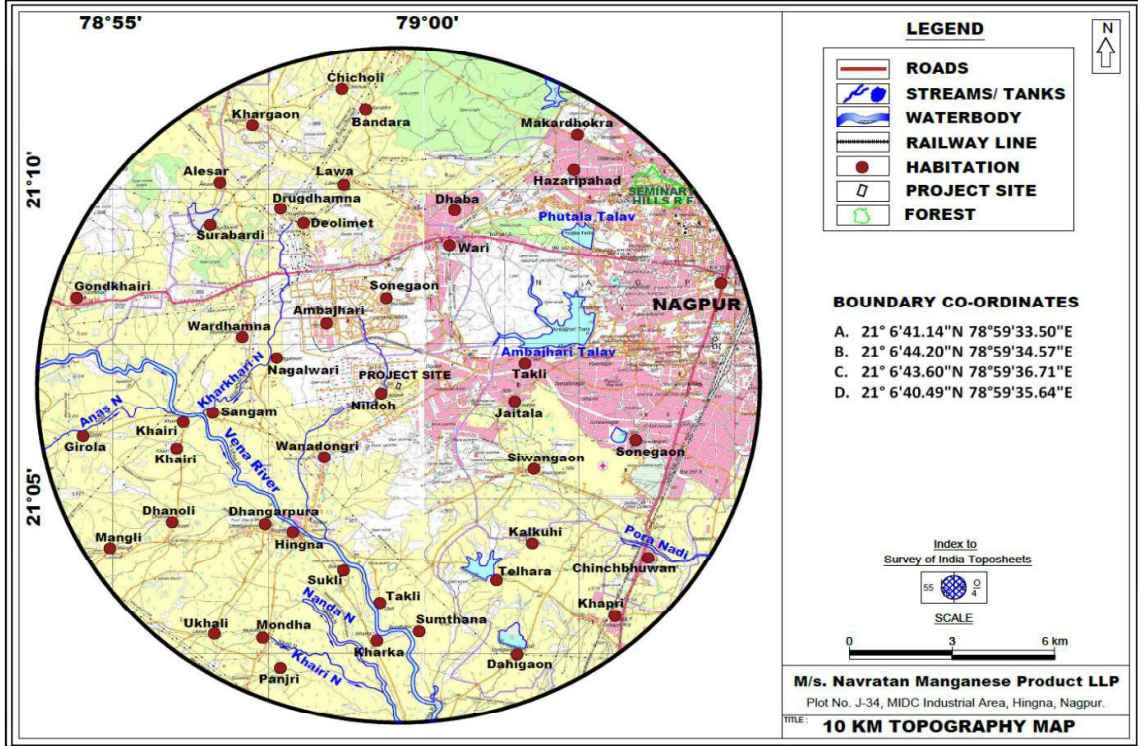 78°55'
79°00'
21°10'
21°05'
Chicholi
Bandara
Khargaon
Makardhokra
Alesar
Lawa
Hazaripahad
SEMINARY
HILLS R.F
Drugdhamna
Dhaba
Phutala Talav
Deolimet
Surabardi
Wari
Gondkhairi
Sonegaon
NAGPUR
Ambajhari
Wardhamna
Ambajhari Talav
Nagalwari
Takli
PROJECT SITE
Kharkhari N
Nildoh
Jaitala
Anas N
Sangam
Girola
Khairi
Khairi
Vena River
Wanadongri
Sonegaon
Siwangaon
Dhanoli
Dhangarpura
Hingna
Mangli
Kalkuhi
Pora Nadi
Chinchbhuwan
Sukli
Telhara
Nanda N
Takli
Khapri
Ukhali
Mondha
Sumthana
Kharka
Khairi N
Panjri
Dahigaon
N
LEGEND
ROADS
STREAMS/ TANKS
WATERBODY
RAILWAY LINE
HABITATION
PROJECT SITE
FOREST
BOUNDARY CO-ORDINATES
A. 21° 6'41.14"N 78°59'33.50"E
B. 21° 6'44.20"N 78°59'34.57"E
C. 21° 6'43.60"N 78°59'36.71"E
D. 21° 6'40.49"N 78°59'35.64"E
Index to
Survey of India Toposheets
55 O/4
SCALE
0 3 6 km
M/s. Navratan Manganese Product LLP
Plot No. J-34, MIDC Industrial Area, Hingna, Nagpur.
TITLE : 10 KM TOPOGRAPHY MAP